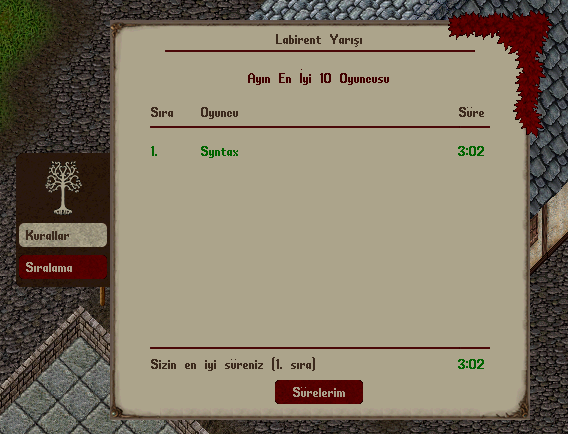 Labirent Yarışı
Ayın En İyi 10 Oyuncusu
Sıra Oyuncu Süre
1. Syntax 3:02
Kurallar
Sıralama
Sizin en iyi süreniz (1. sıra) 3:02
Sürelerim